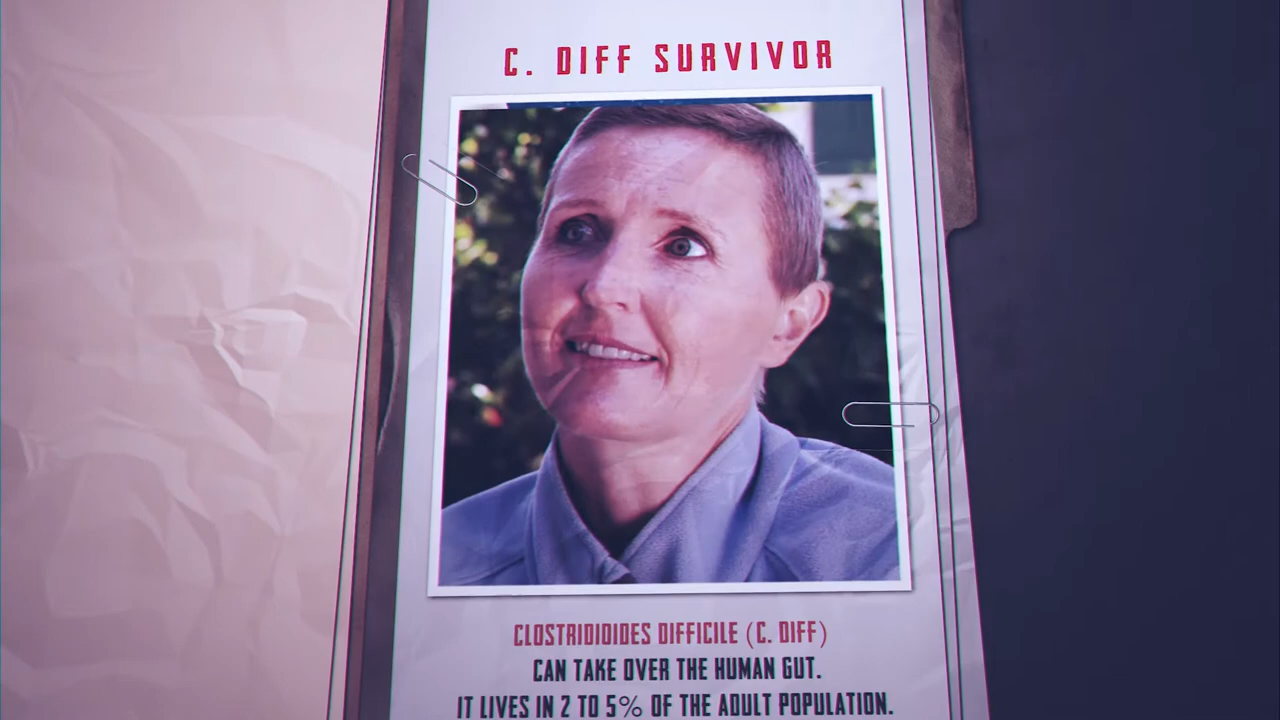 C. DIFF SURVIVOR
CLOSTRIDIOIDES DIFFICILE (C. DIFF)
CAN TAKE OVER THE HUMAN GUT.
IT LIVES IN 2 TO 5% OF THE ADULT POPULATION.